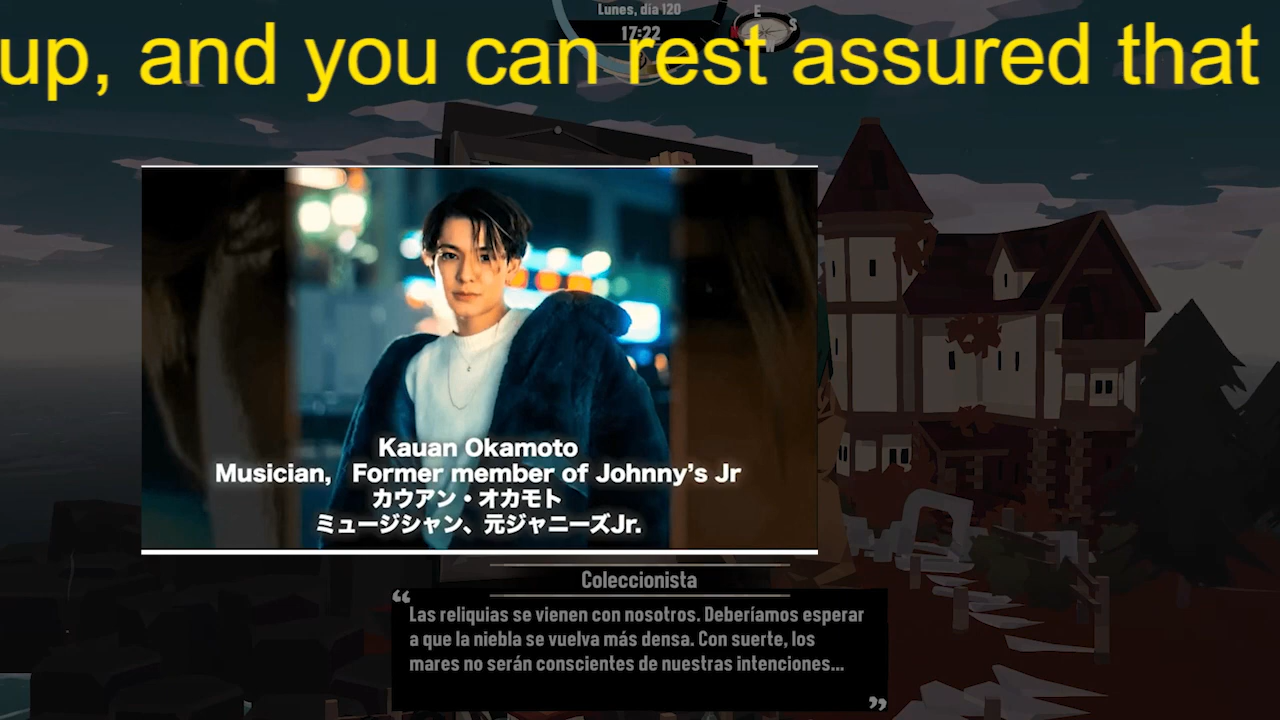 Lunes, día 120
17:22
E
S
up, and you can rest assured that
Kauan Okamoto
Musician, Former member of Johnny's Jr
カウアン・オカモト
ミュージシャン、元ジャニーズJr.
Coleccionista
“Las reliquias se vienen con nosotros. Deberíamos esperar
a que la niebla se vuelva más densa. Con suerte, los
mares no serán conscientes de nuestras intenciones...
”